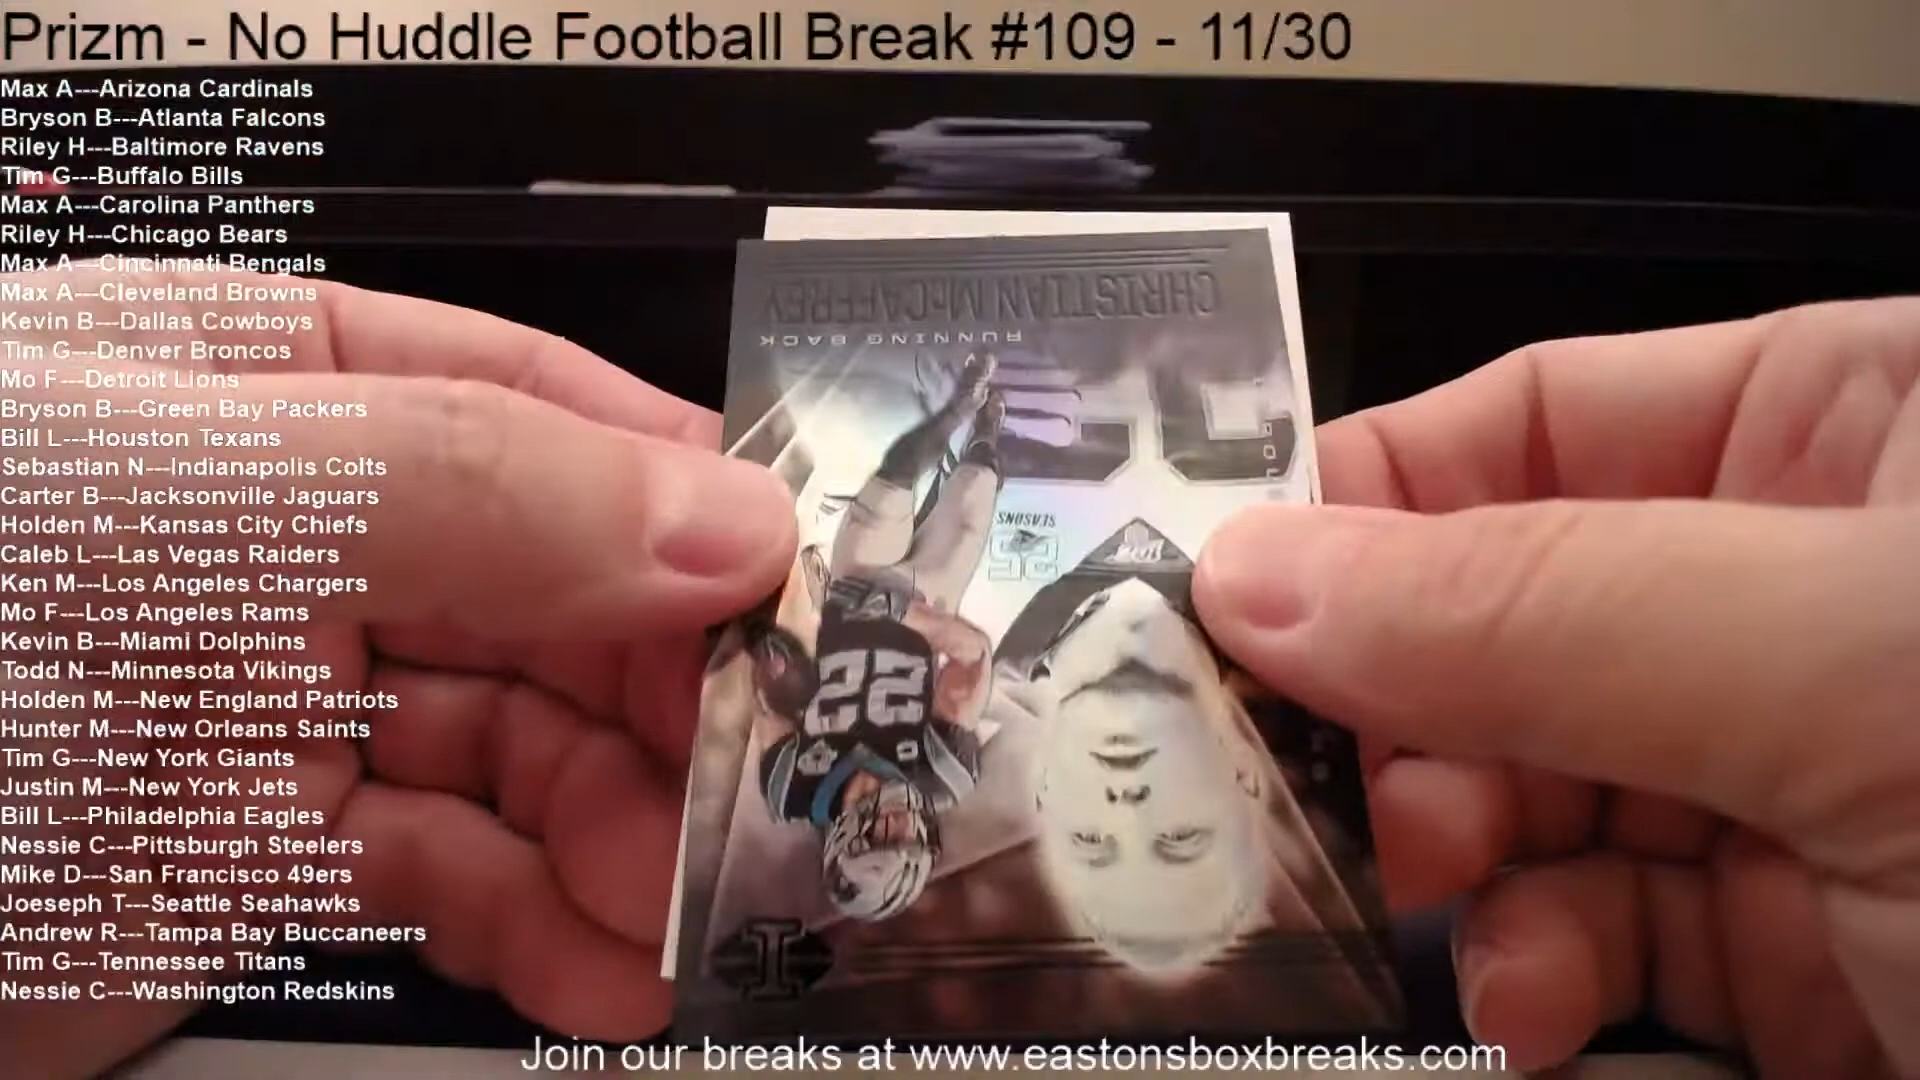 Prizm - No Huddle Football Break #109 - 11/30
Max A---Arizona Cardinals
Bryson B---Atlanta Falcons
Riley H---Baltimore Ravens
Tim G---Buffalo Bills
Max A---Carolina Panthers
Riley H---Chicago Bears
Max A---Cincinnati Bengals
Max A---Cleveland Browns
Kevin B---Dallas Cowboys
Tim G---Denver Broncos
Mo F---Detroit Lions
Bryson B---Green Bay Packers
Bill L---Houston Texans
Sebastian N---Indianapolis Colts
Carter B---Jacksonville Jaguars
Holden M---Kansas City Chiefs
Caleb L---Las Vegas Raiders
Ken M---Los Angeles Chargers
Mo F---Los Angeles Rams
Kevin B---Miami Dolphins
Todd N---Minnesota Vikings
Holden M---New England Patriots
Hunter M---New Orleans Saints
Tim G---New York Giants
Justin M---New York Jets
Bill L---Philadelphia Eagles
Nessie C---Pittsburgh Steelers
Mike D---San Francisco 49ers
Joeseph T---Seattle Seahawks
Andrew R---Tampa Bay Buccaneers
Tim G---Tennessee Titans
Nessie C---Washington Redskins
CHRISTIAN McCAFFREY
RUNNING BACK
25
SEASONS
22
I
Join our breaks at www.eastonsboxbreaks.com